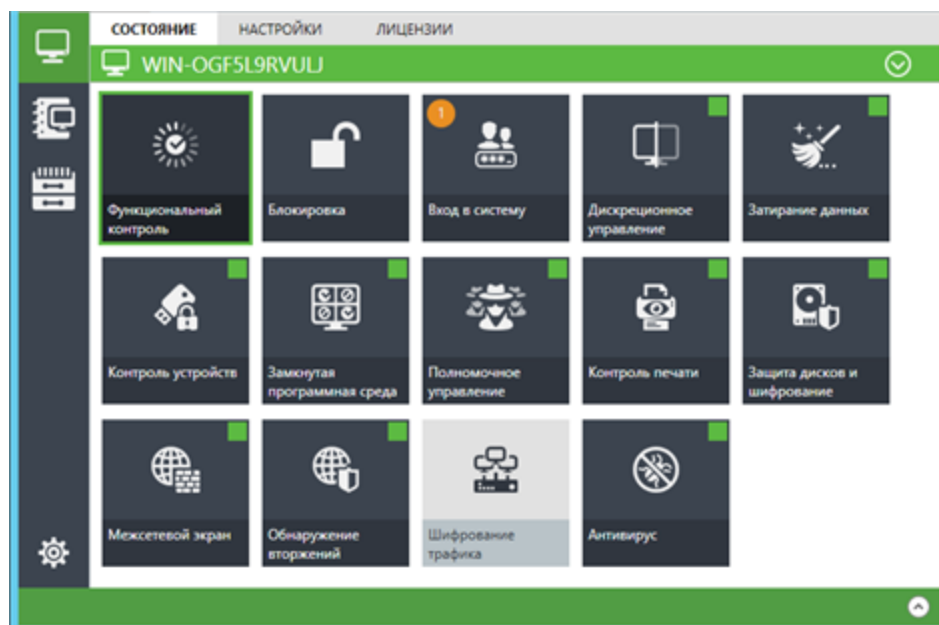 СОСТОЯНИЕ НАСТРОЙКИ ЛИЦЕНЗИИ
WIN-OGF5L9RVULJ
1
Функциональный
контроль
Блокировка
Вход в систему
Дискреционное
управление
Затирание данных
Контроль устройств
Замкнутая
программная среда
Полномочное
управление
Контроль печати
Защита дисков и
шифрование
Межсетевой экран
Обнаружение
вторжений
Шифрование
трафика
Антивирус